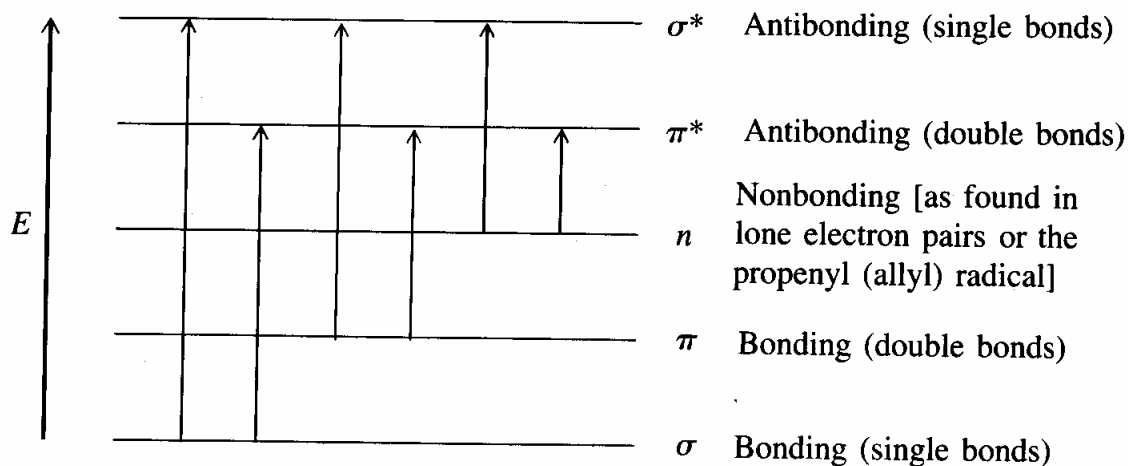 σ* Antibonding (single bonds)
π* Antibonding (double bonds)
E
n
Nonbonding [as found in
lone electron pairs or the
propenyl (allyl) radical]
π Bonding (double bonds)
σ Bonding (single bonds)